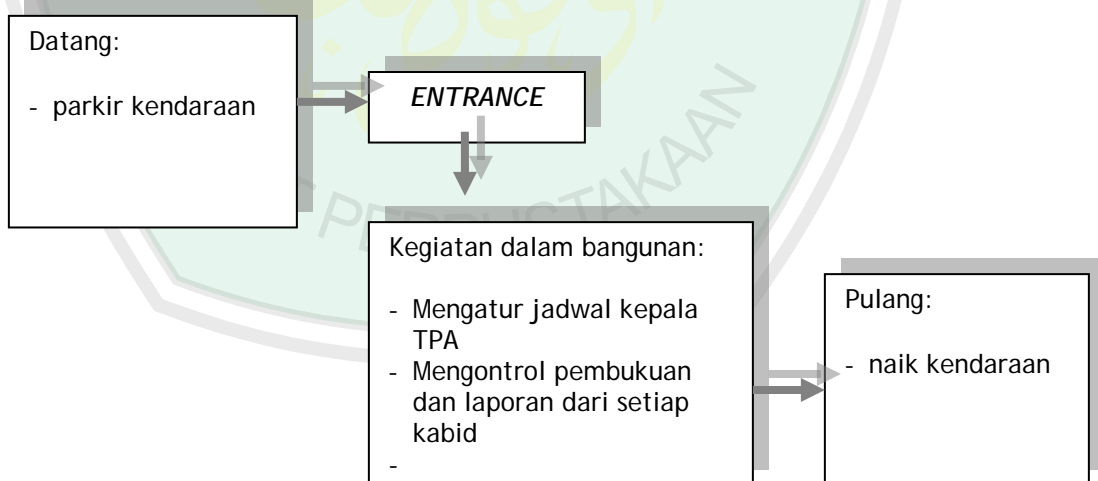 Datang:
- parkir kendaraan
ENTRANCE
PERPUSTAKAAN
Kegiatan dalam bangunan:
- Mengatur jadwal kepala
TPA
- Mengontrol pembukuan
dan laporan dari setiap
kabid
-
Pulang:
- naik kendaraan